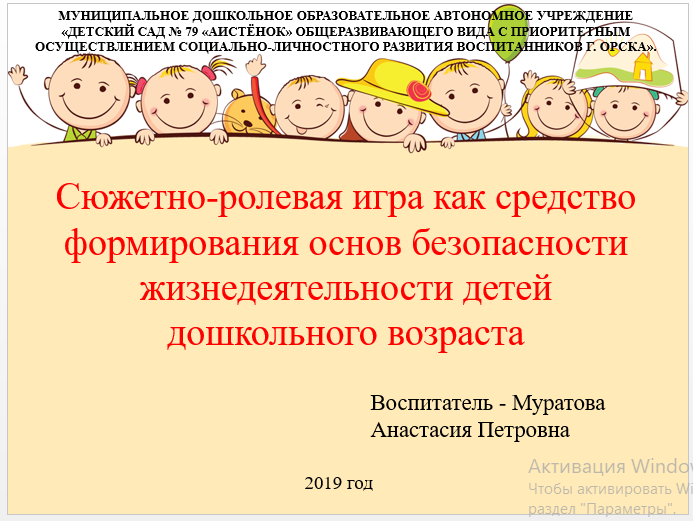 МУНИЦИПАЛЬНОЕ ДОШКОЛЬНОЕ ОБРАЗОВАТЕЛЬНОЕ АВТОНОМНОЕ УЧРЕЖДЕНИЕ
«ДЕТСКИЙ САД № 79 «АИСТЁНОК» ОБЩЕРАЗВИВАЮЩЕГО ВИДА С ПРИОРИТЕТНЫМ
ОСУЩЕСТВЛЕНИЕМ СОЦИАЛЬНО-ЛИЧНОСТНОГО РАЗВИТИЯ ВОСПИТАННИКОВ Г. ОРСКА».
Сюжетно-ролевая игра как средство
формирования основ безопасности
жизнедеятельности детей
дошкольного возраста
Воспитатель - Муратова
Анастасия Петровна
2019 год
Активация Windo
Чтобы активировать Wi
раздел "Параметры".